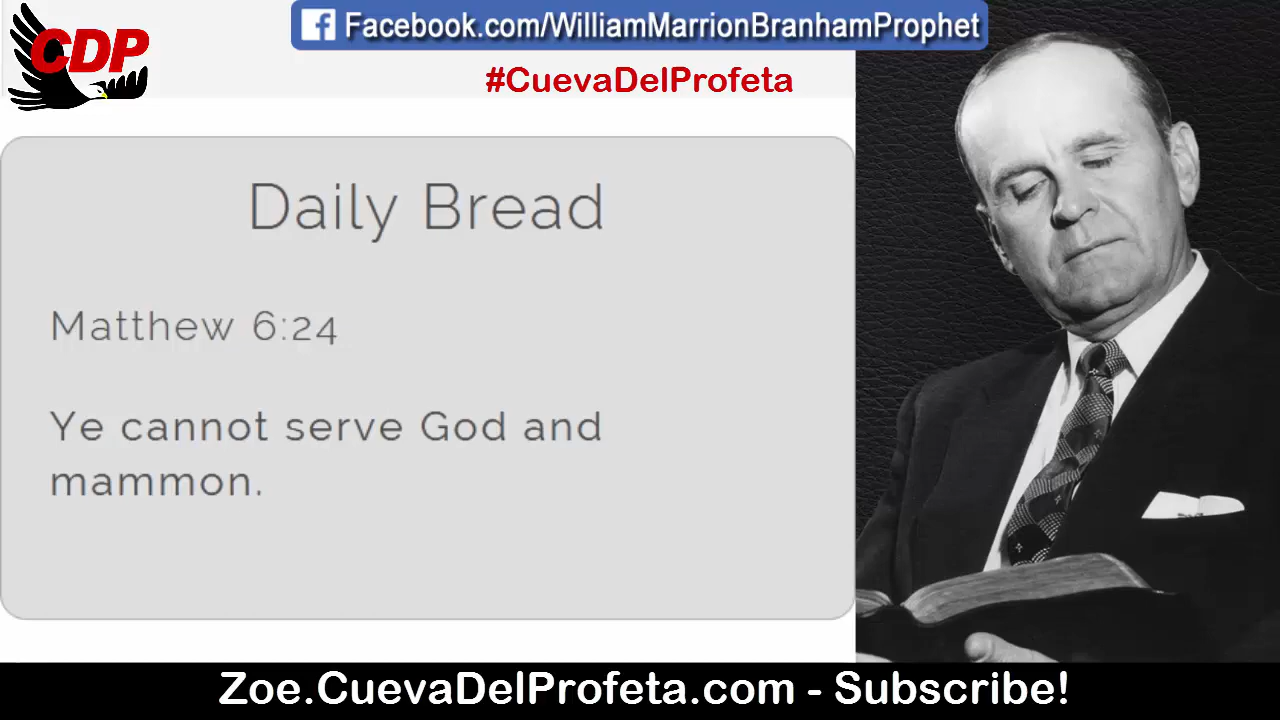 CDP
Facebook.com/WilliamMarrionBranhamProphet
#CuevaDelProfeta
Daily Bread
Matthew 6:24
Ye cannot serve God and
mammon.
Zoe.CuevaDelProfeta.com - Subscribe!